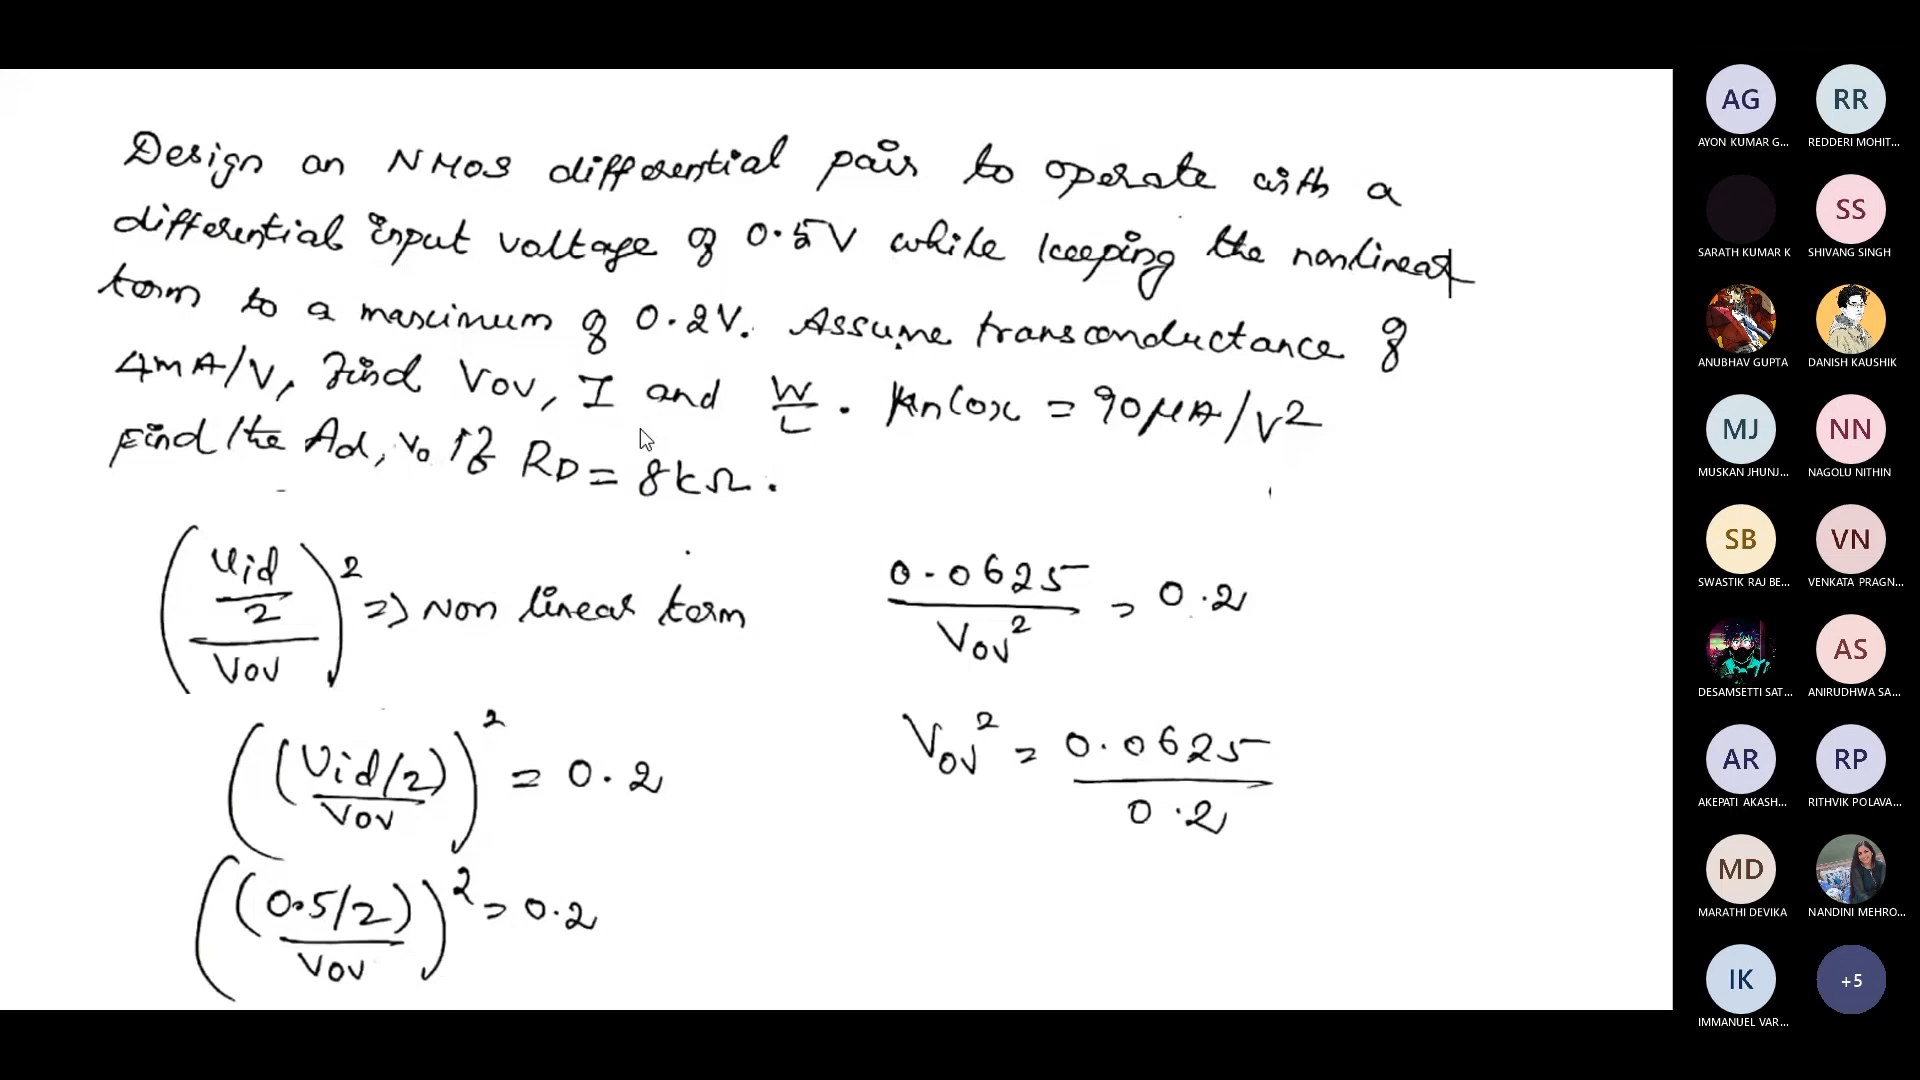 Design an NMOS differential pair to operate with a
differential input voltage of 0.5V while keeping the nonlinear
term to a maximum of 0.2V. Assume transconductance of
4mA/V, Find Vov, I and W/L. μnCox = 90μA/V²
Find the Ad, Vo if RD = 8kΩ.
((Vid/2)/Vov)² => Non linear term
((Vid/2)/Vov)² = 0.2
((0.5/2)/Vov)² = 0.2
0.0625/Vov² = 0.2
Vov² = 0.0625/0.2
AG
AYON KUMAR G...
RR
REDDERI MOHIT...
SARATH KUMAR K
SS
SHIVANG SINGH
ANUBHAV GUPTA
DANISH KAUSHIK
MJ
MUSKAN JHUNJ...
NN
NAGOLU NITHIN
SB
SWASTIK RAJ BE...
VN
VENKATA PRAGN...
DESAMSETTI SAT...
AS
ANIRUDHWA SA...
AR
AKEPATI AKASH...
RP
RITHVIK POLAVA...
MD
MARATHI DEVIKA
NANDINI MEHRO...
IK
IMMANUEL VAR...
+5